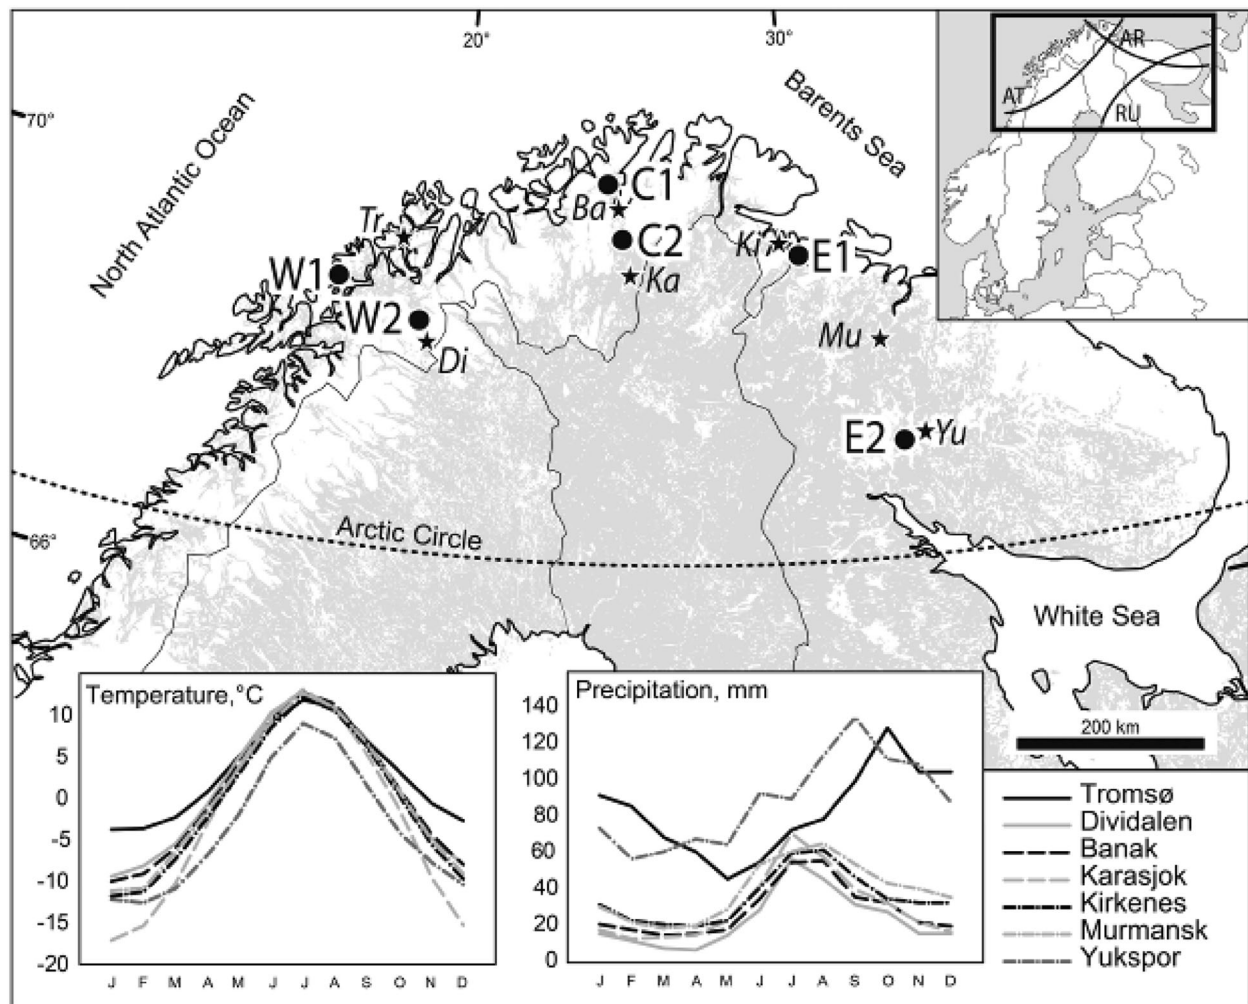 20°
30°
70°
North Atlantic Ocean
Barents Sea
AR
AT
RU
C1
Ba
Tr
C2
Ki
E1
W1
Ka
W2
Di
Mu
E2
Yu
Arctic Circle
66°
White Sea
200 km
Temperature,°C
10
5
0
-5
-10
-15
-20
J F M A M J J A S O N D
Precipitation, mm
140
120
100
80
60
40
20
0
J F M A M J J A S O N D
Tromsø
Dividalen
Banak
Karasjok
Kirkenes
Murmansk
Yukspor